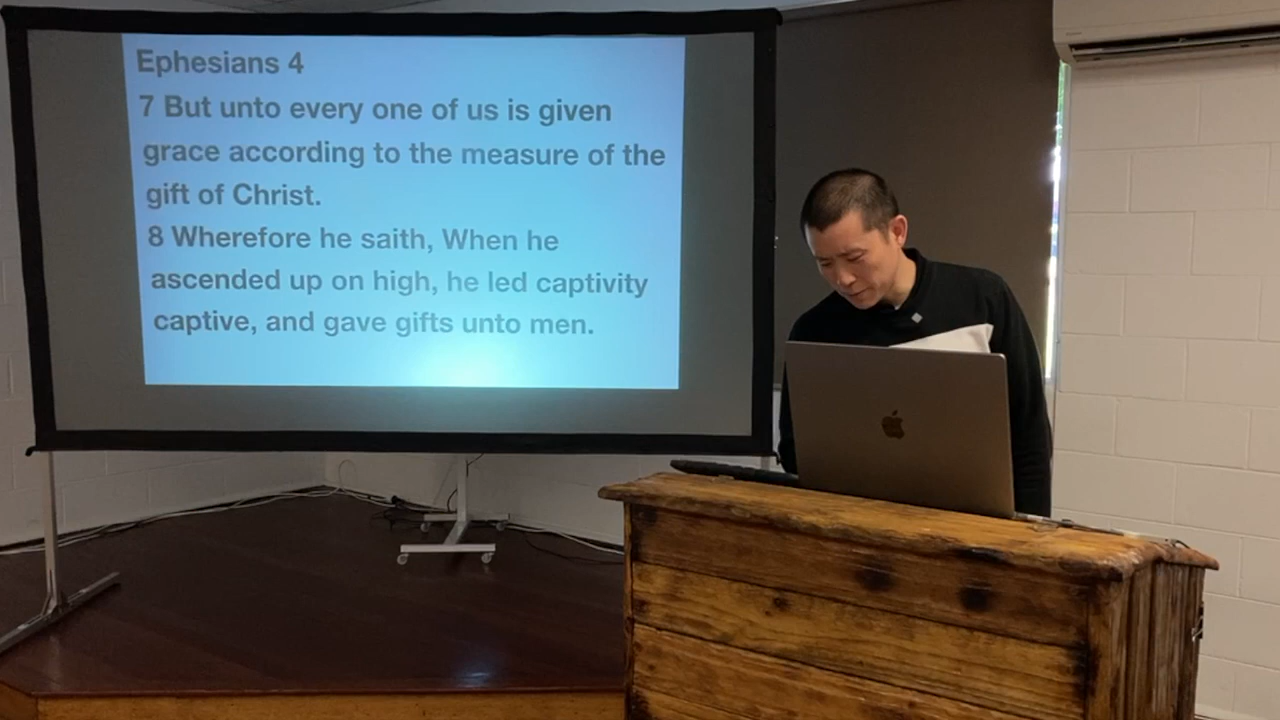 Ephesians 4
7 But unto every one of us is given
grace according to the measure of the
gift of Christ.
8 Wherefore he saith, When he
ascended up on high, he led captivity
captive, and gave gifts unto men.